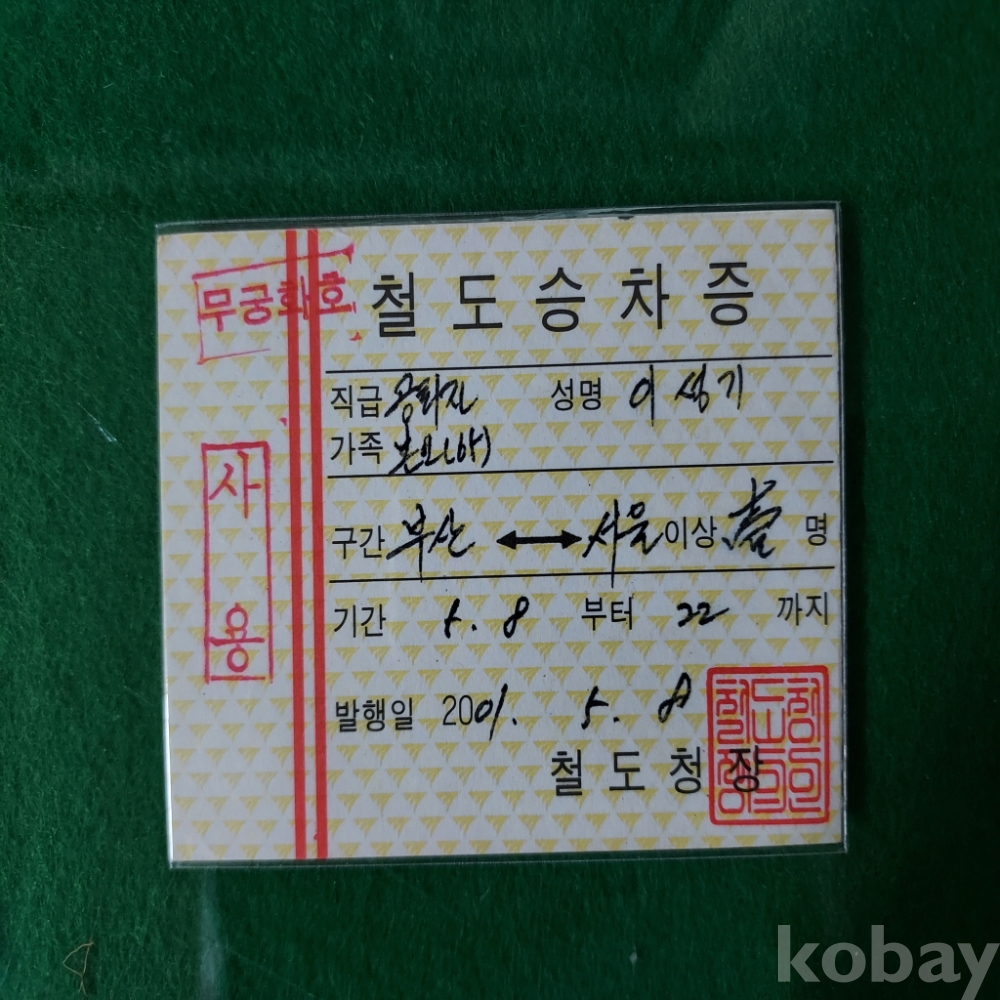 무궁화호
철도승차증
직급 성명 이성기
가족
구간 부산 ↔ 서울 이상 명
기간 5. 8 부터 22 까지
사용
발행일 2001. 5. 8
철도청장
kobay